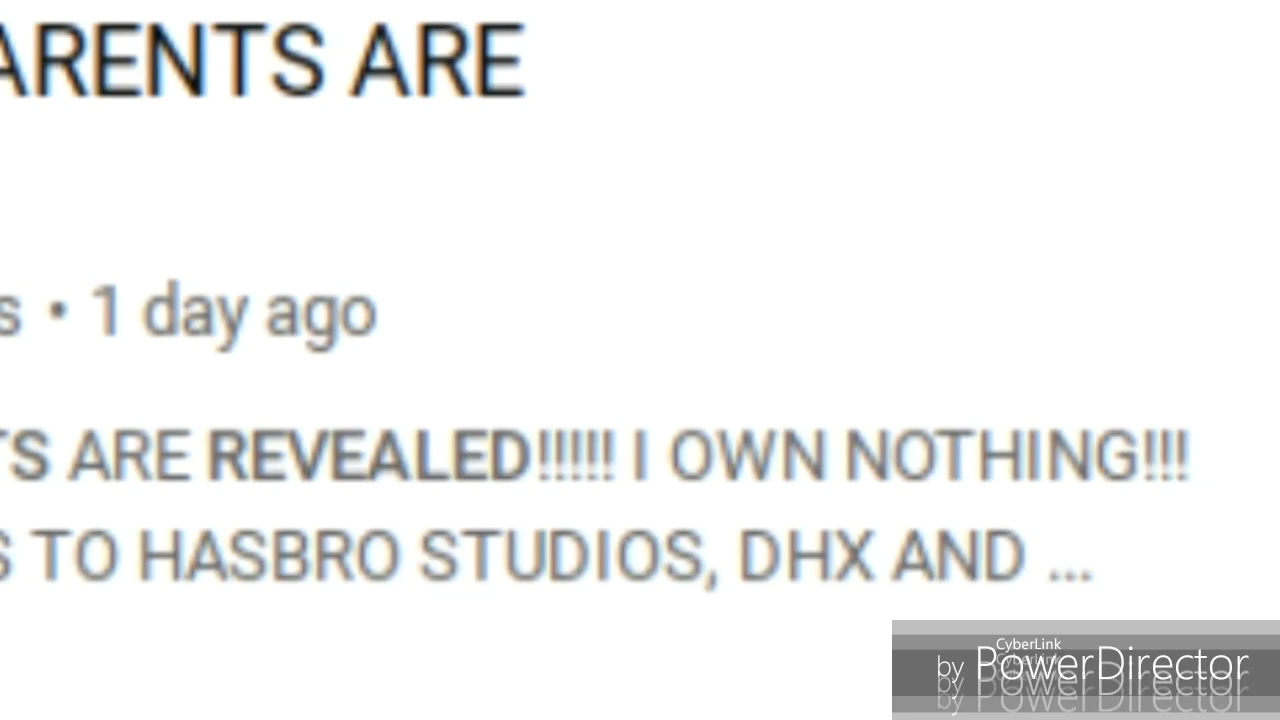 ARENTS ARE
s • 1 day ago
TS ARE REVEALED!!!!! I OWN NOTHING!!!
S TO HASBRO STUDIOS, DHX AND ...
CyberLink
by PowerDirector